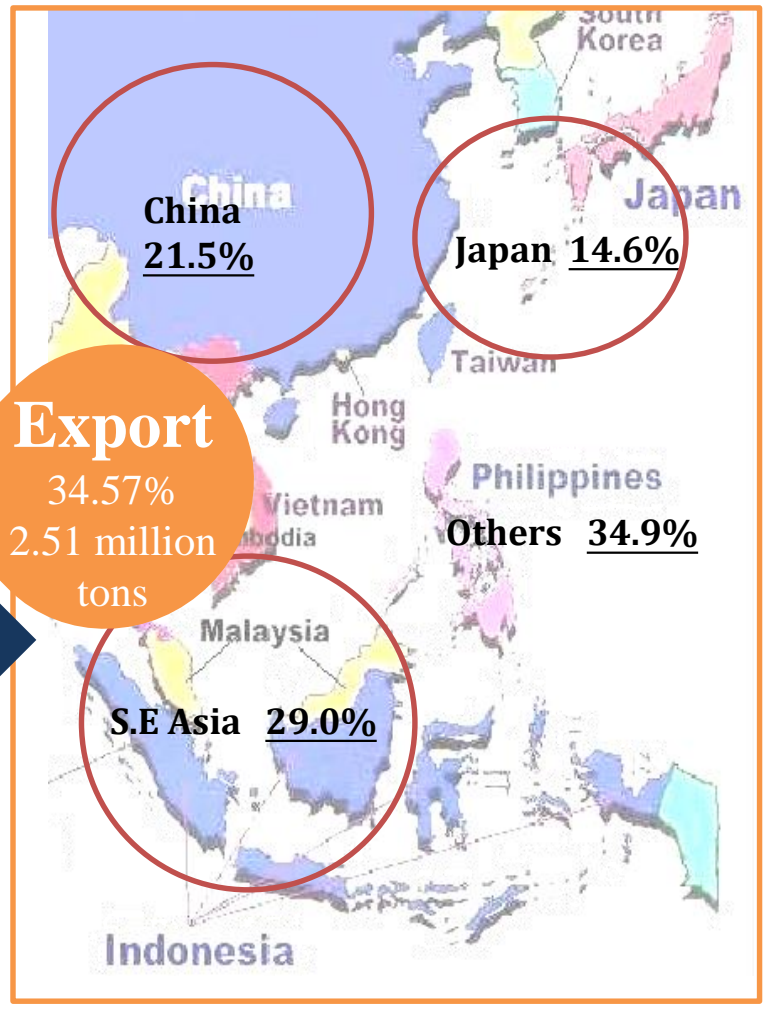 South
Korea
China
China
21.5%
Japan
Japan 14.6%
Taiwan
Hong
Kong
Export
34.57%
2.51 million
tons
Philippines
Vietnam
Others 34.9%
Malaysia
S.E Asia 29.0%
Indonesia